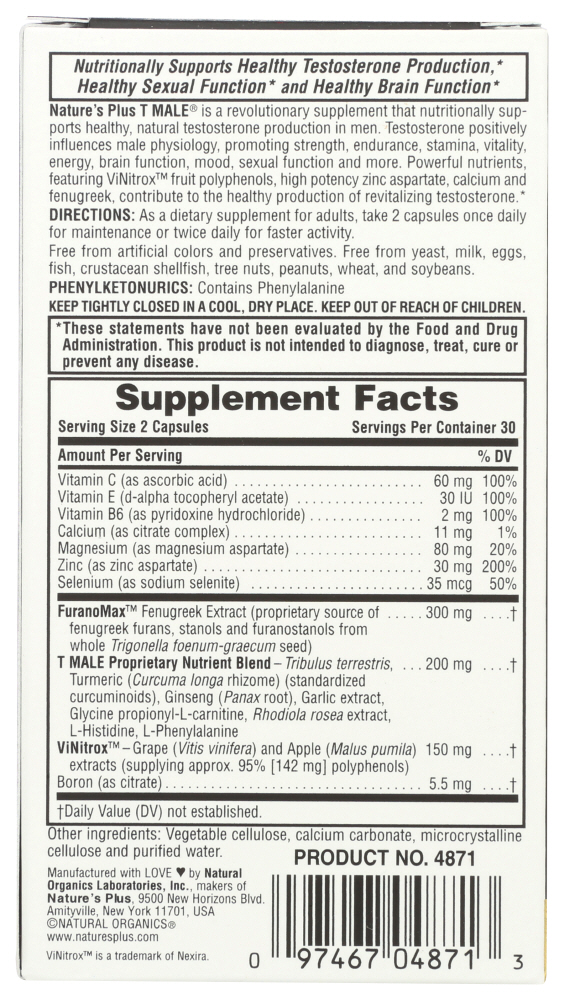 Nutritionally Supports Healthy Testosterone Production,*
Healthy Sexual Function* and Healthy Brain Function*
Nature's Plus T MALE® is a revolutionary supplement that nutritionally sup-
ports healthy, natural testosterone production in men. Testosterone positively
influences male physiology, promoting strength, endurance, stamina, vitality,
energy, brain function, mood, sexual function and more. Powerful nutrients,
featuring ViNitrox™ fruit polyphenols, high potency zinc aspartate, calcium and
fenugreek, contribute to the healthy production of revitalizing testosterone.*
DIRECTIONS: As a dietary supplement for adults, take 2 capsules once daily
for maintenance or twice daily for faster activity.
Free from artificial colors and preservatives. Free from yeast, milk, eggs,
fish, crustacean shellfish, tree nuts, peanuts, wheat, and soybeans.
PHENYLKETONURICS: Contains Phenylalanine
KEEP TIGHTLY CLOSED IN A COOL, DRY PLACE. KEEP OUT OF REACH OF CHILDREN.
*These statements have not been evaluated by the Food and Drug
Administration. This product is not intended to diagnose, treat, cure or
prevent any disease.
Supplement Facts
Serving Size 2 Capsules Servings Per Container 30
Amount Per Serving % DV
Vitamin C (as ascorbic acid) ........................ 60 mg 100%
Vitamin E (d-alpha tocopheryl acetate) ................ 30 IU 100%
Vitamin B6 (as pyridoxine hydrochloride) .............. 2 mg 100%
Calcium (as citrate complex) ........................ 11 mg 1%
Magnesium (as magnesium aspartate) ................ 80 mg 20%
Zinc (as zinc aspartate) ............................ 30 mg 200%
Selenium (as sodium selenite) ...................... 35 mcg 50%
FuranoMax™ Fenugreek Extract (proprietary source of ..... 300 mg ....†
fenugreek furans, stanols and furanostanols from
whole Trigonella foenum-graecum seed)
T MALE Proprietary Nutrient Blend – Tribulus terrestris, ... 200 mg ....†
Turmeric (Curcuma longa rhizome) (standardized
curcuminoids), Ginseng (Panax root), Garlic extract,
Glycine propionyl-L-carnitine, Rhodiola rosea extract,
L-Histidine, L-Phenylalanine
ViNitrox™ – Grape (Vitis vinifera) and Apple (Malus pumila) 150 mg ....†
extracts (supplying approx. 95% [142 mg] polyphenols)
Boron (as citrate) ................................ 5.5 mg ....†
†Daily Value (DV) not established.
Other ingredients: Vegetable cellulose, calcium carbonate, microcrystalline
cellulose and purified water.
PRODUCT NO. 4871
Manufactured with LOVE ♥ by Natural
Organics Laboratories, Inc., makers of
Nature's Plus, 9500 New Horizons Blvd.
Amityville, New York 11701, USA
©NATURAL ORGANICS®
www.naturesplus.com
ViNitrox™ is a trademark of Nexira.
0 97467 04871 3